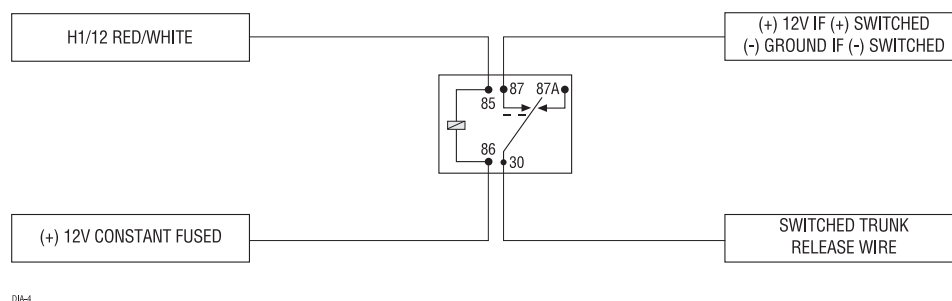 H1/12 RED/WHITE
(+) 12V IF (+) SWITCHED
(-) GROUND IF (-) SWITCHED
87 87A
85
86
30
(+) 12V CONSTANT FUSED
SWITCHED TRUNK
RELEASE WIRE
DIA-4